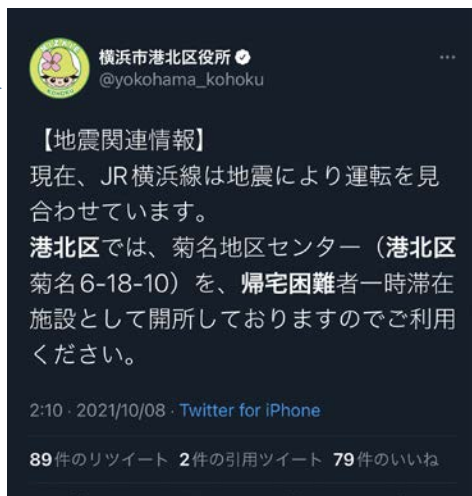 横浜市港北区役所
@yokohama_kohoku
【地震関連情報】
現在、JR横浜線は地震により運転を見
合わせています。
港北区では、菊名地区センター（港北区
菊名6-18-10）を、帰宅困難者一時滞在
施設として開所しておりますのでご利用
ください。
2:10 · 2021/10/08 · Twitter for iPhone
89件のリツイート 2件の引用ツイート 79件のいいね